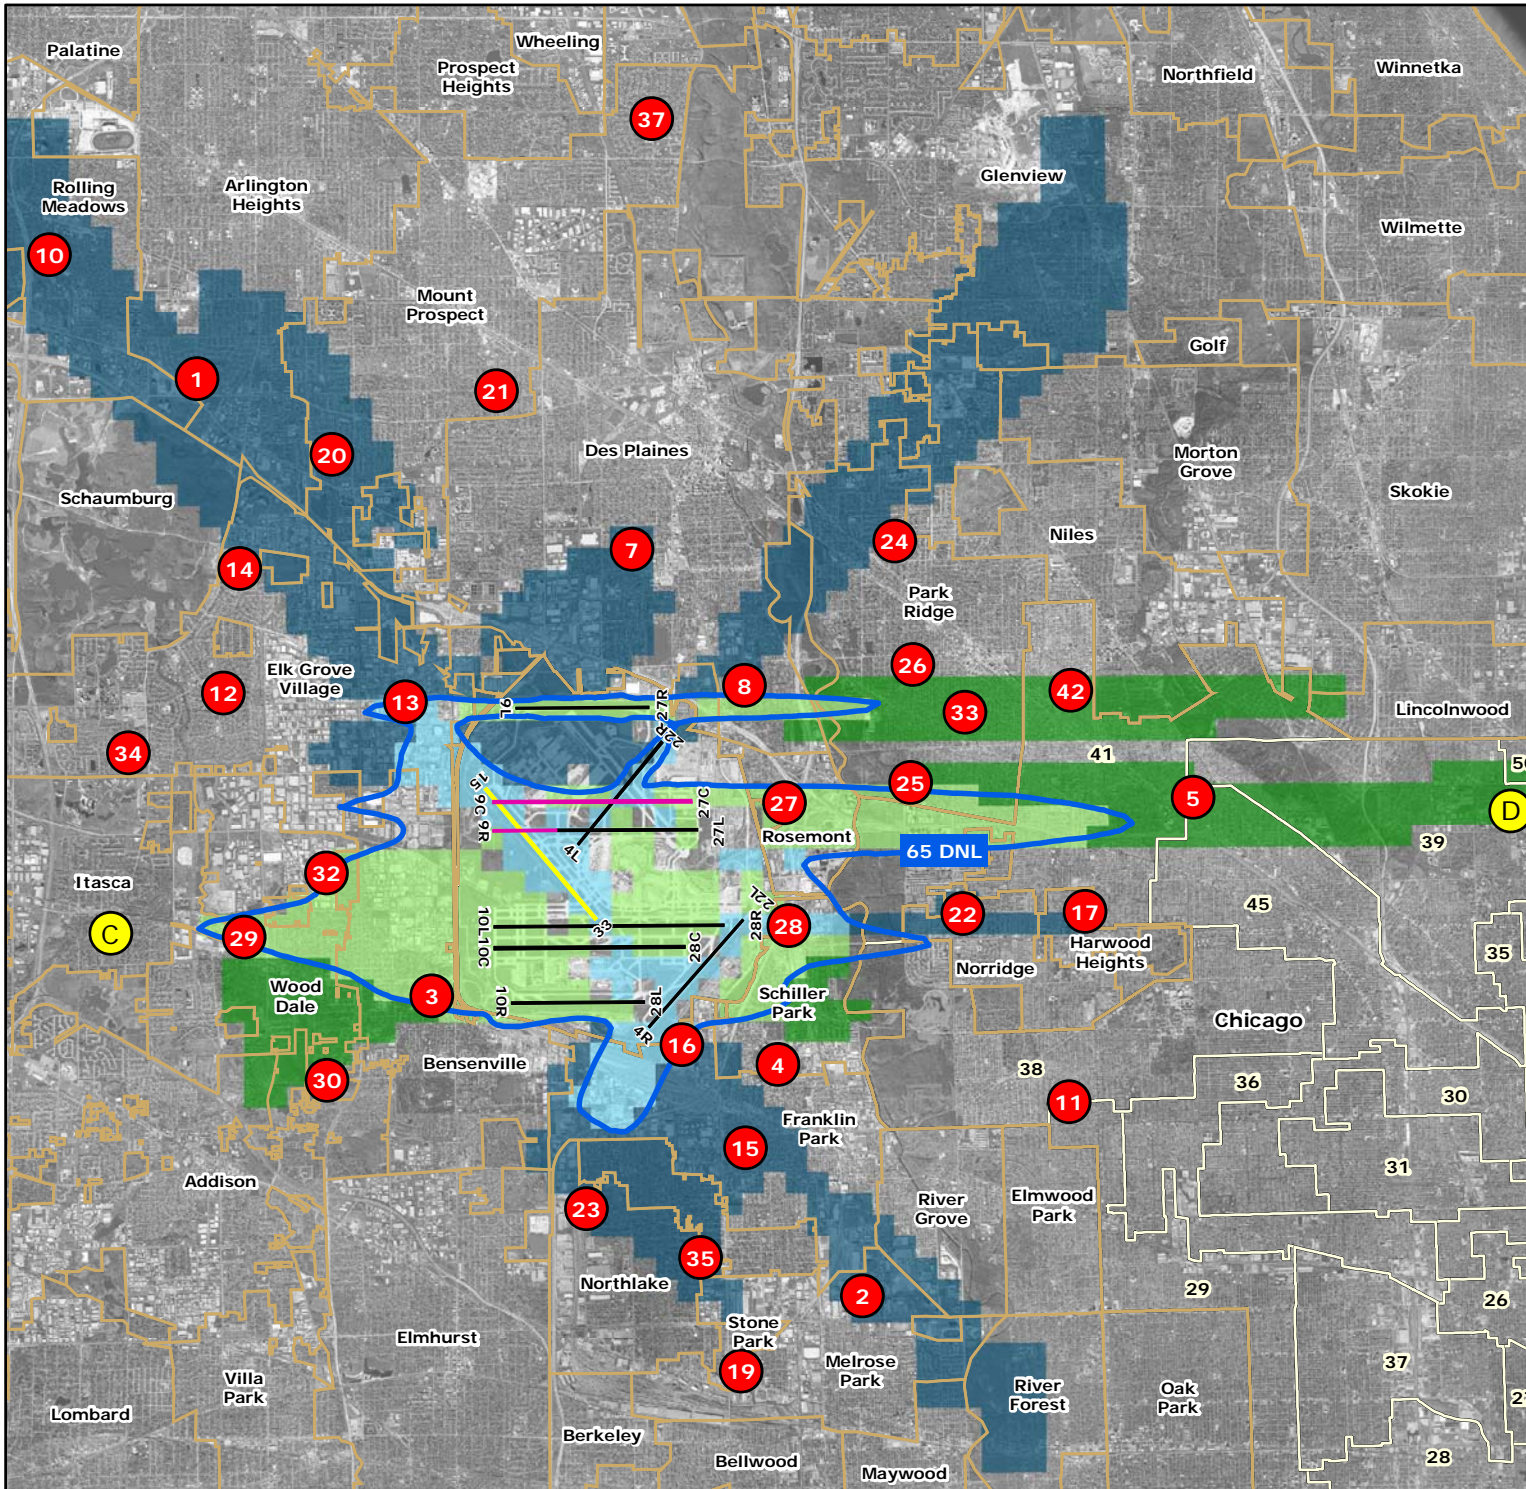 Wheeling
Palatine
Prospect
Heights
Northfield
Winnetka
37
Glenview
Rolling
Meadows
Arlington
Heights
Wilmette
10
Mount
Prospect
Golf
1
21
20
Des Plaines
Morton
Grove
Schaumburg
Skokie
7
24
Niles
14
Park
Ridge
26
Elk Grove
Village
12
13
8
42
33
Lincolnwood
9L
27R
22R
34
41
15
9C
9R
27C
27L
4L
27
25
5
D
Rosemont
65 DNL
39
32
Itasca
C
29
10L
10C
33
22L
28R
28C
28
22
17
45
35
Norridge
Harwood
Heights
Wood
Dale
3
10R
28L
4R
Schiller
Park
Chicago
16
4
Bensenville
38
36
30
30
11
Franklin
Park
15
31
Addison
23
River
Grove
Elmwood
Park
35
Northlake
2
29
26
Stone
Park
Elmhurst
19
Melrose
Park
37
Villa
Park
River
Forest
Oak
Park
Lombard
Berkeley
Bellwood
Maywood
28